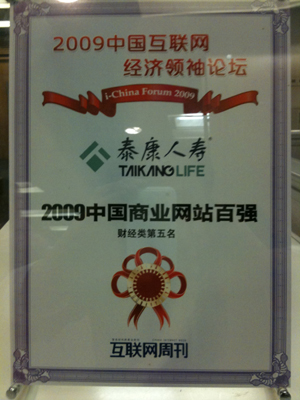 2009中国互联网
经济领袖论坛
i-China Forum 2009
泰康人寿
TAIKANG LIFE
2009中国商业网站百强
财经类第五名
互联网周刊